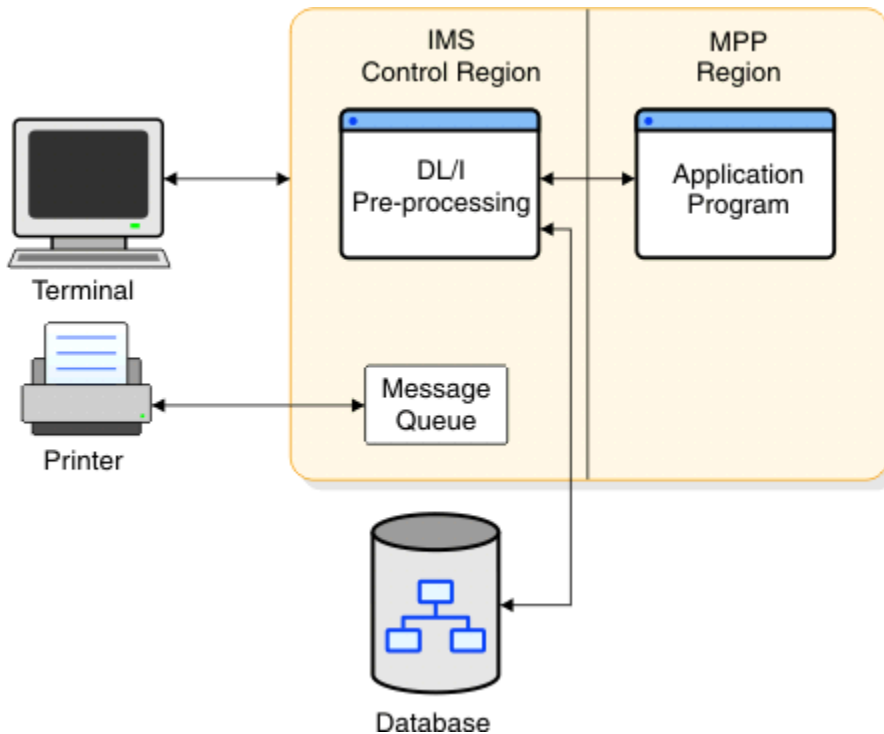 IMS
Control Region
MPP
Region
DL/I
Pre-processing
Application
Program
Terminal
Message
Queue
Printer
Database